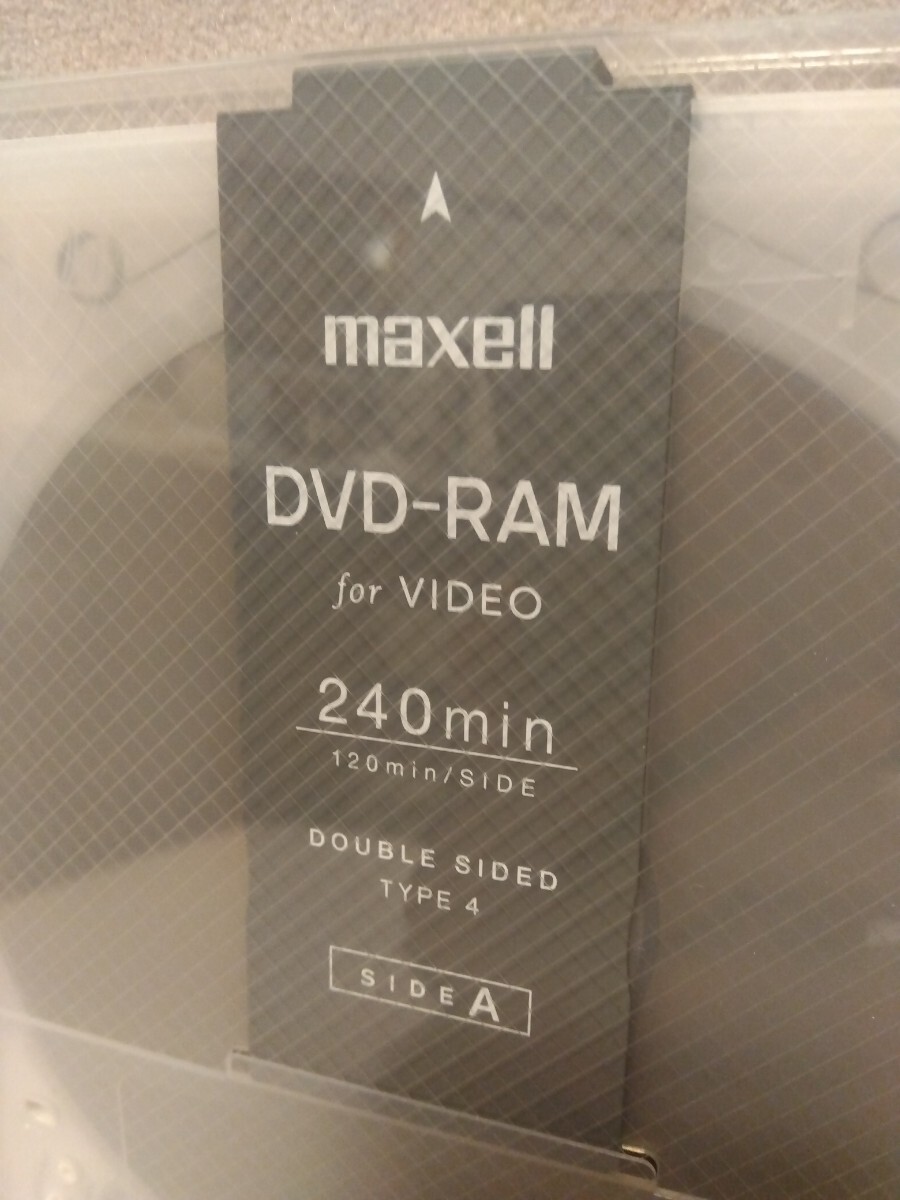 maxell
DVD-RAM
for VIDEO
240min
120min/SIDE
DOUBLE SIDED
TYPE 4
SIDE A